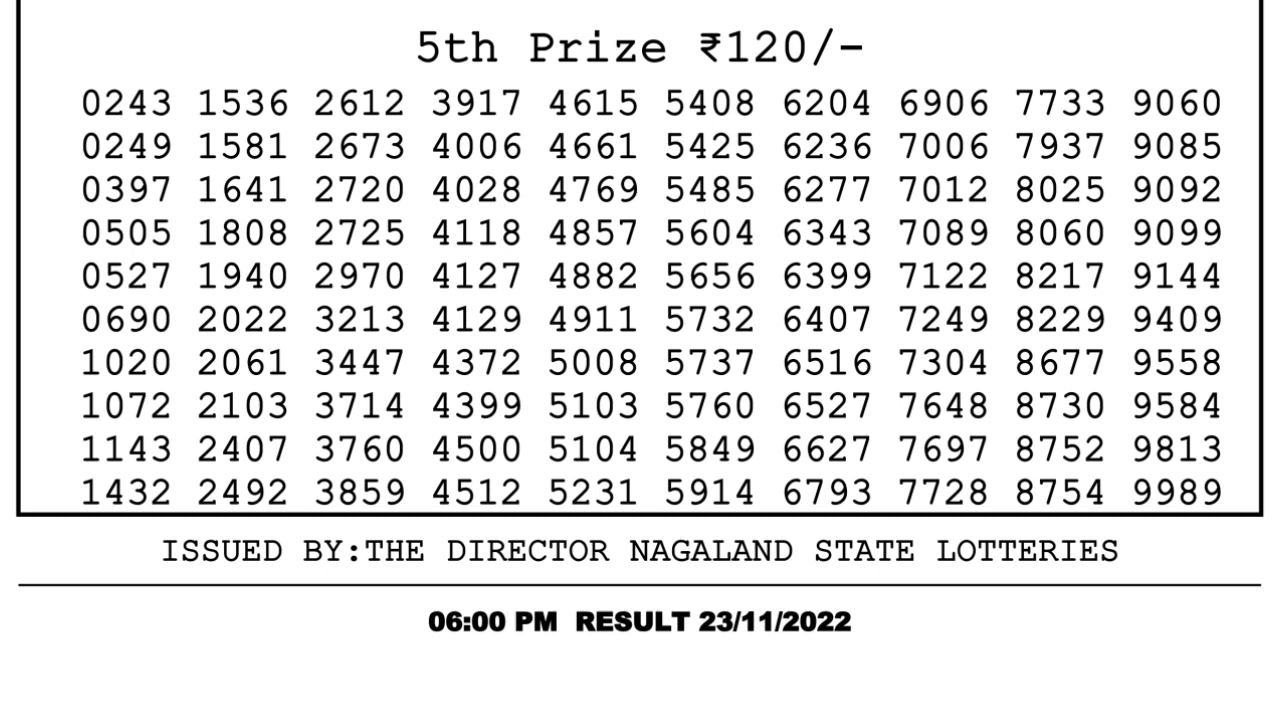 5th Prize ₹120/-
0243 1536 2612 3917 4615 5408 6204 6906 7733 9060
0249 1581 2673 4006 4661 5425 6236 7006 7937 9085
0397 1641 2720 4028 4769 5485 6277 7012 8025 9092
0505 1808 2725 4118 4857 5604 6343 7089 8060 9099
0527 1940 2970 4127 4882 5656 6399 7122 8217 9144
0690 2022 3213 4129 4911 5732 6407 7249 8229 9409
1020 2061 3447 4372 5008 5737 6516 7304 8677 9558
1072 2103 3714 4399 5103 5760 6527 7648 8730 9584
1143 2407 3760 4500 5104 5849 6627 7697 8752 9813
1432 2492 3859 4512 5231 5914 6793 7728 8754 9989
ISSUED BY:THE DIRECTOR NAGALAND STATE LOTTERIES
06:00 PM RESULT 23/11/2022